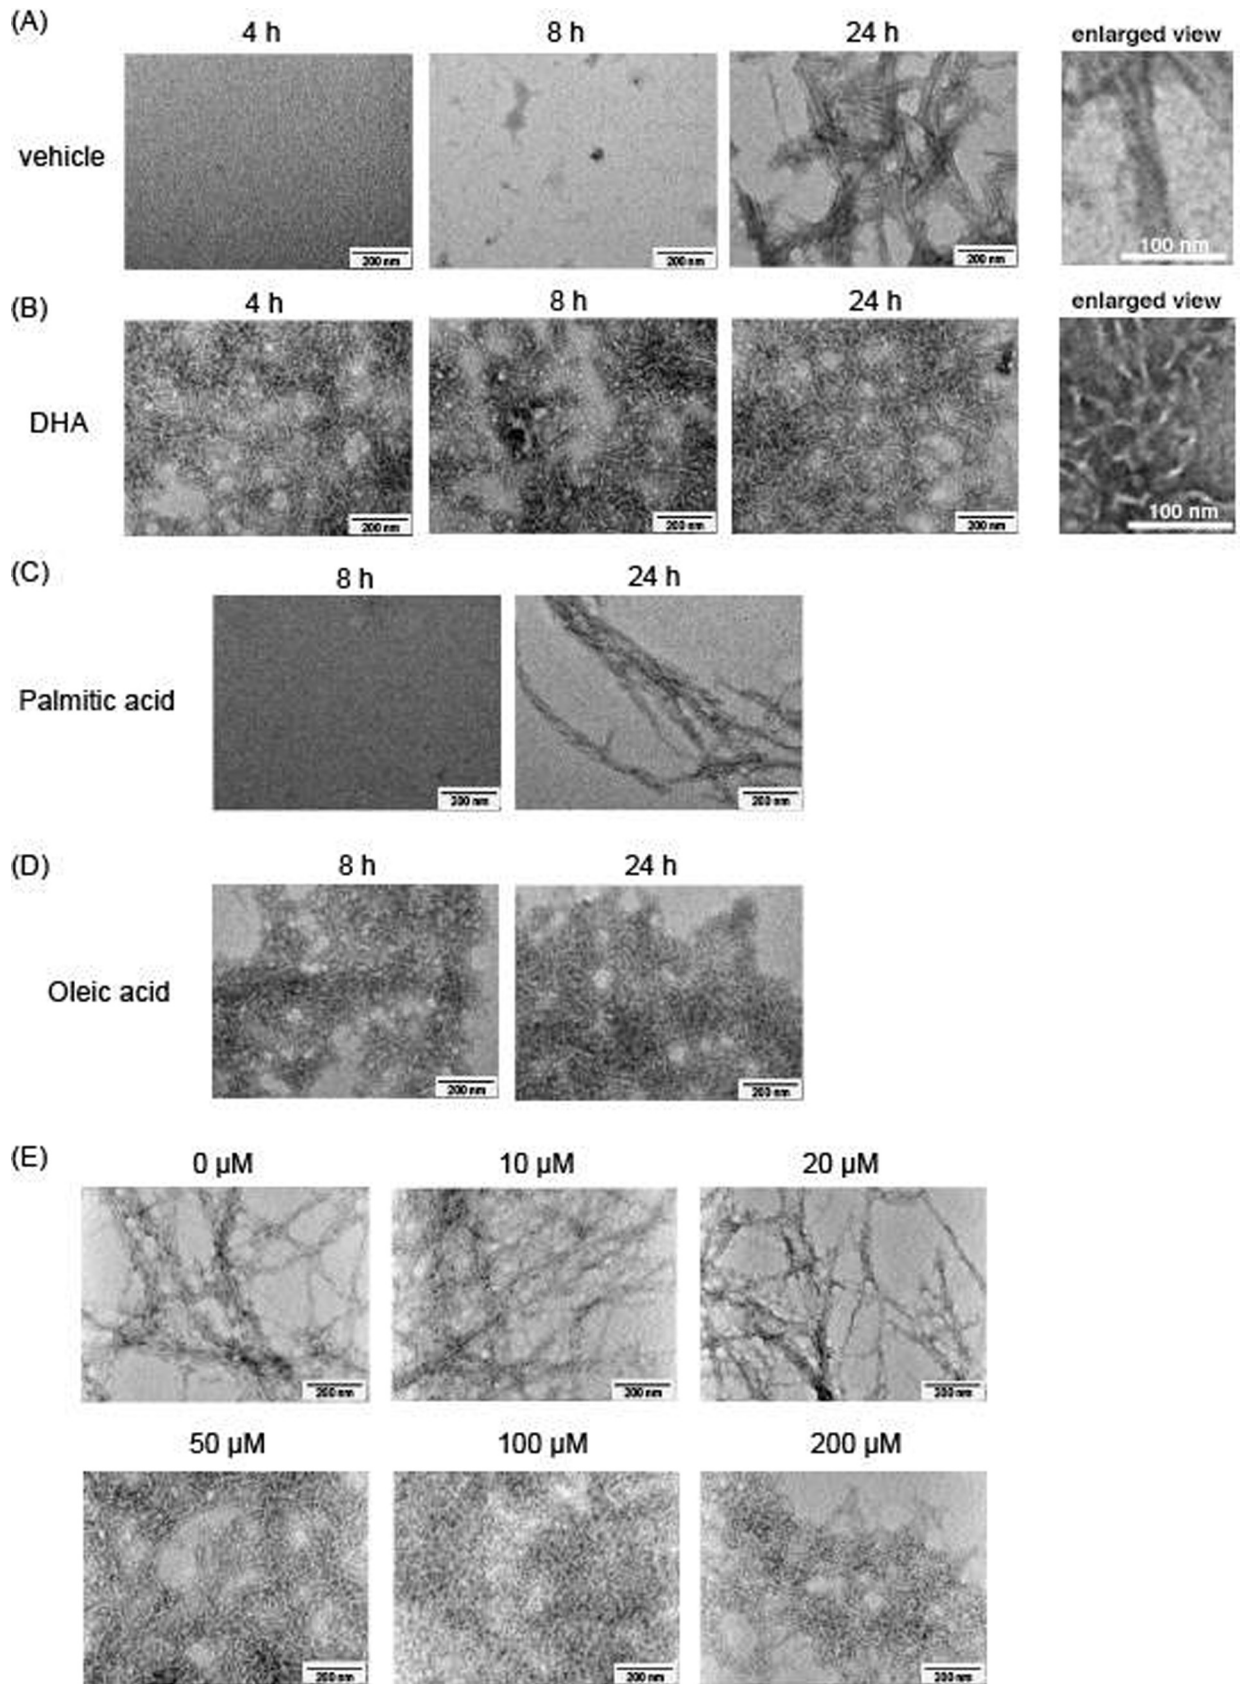 (A)
4 h
8 h
24 h
enlarged view
vehicle
200 nm
200 nm
200 nm
100 nm
(B)
4 h
8 h
24 h
enlarged view
DHA
200 nm
200 nm
200 nm
100 nm
(C)
8 h
24 h
Palmitic acid
200 nm
200 nm
(D)
8 h
24 h
Oleic acid
200 nm
200 nm
(E)
0 µM
10 µM
20 µM
200 nm
200 nm
200 nm
50 µM
100 µM
200 µM
200 nm
200 nm
200 nm